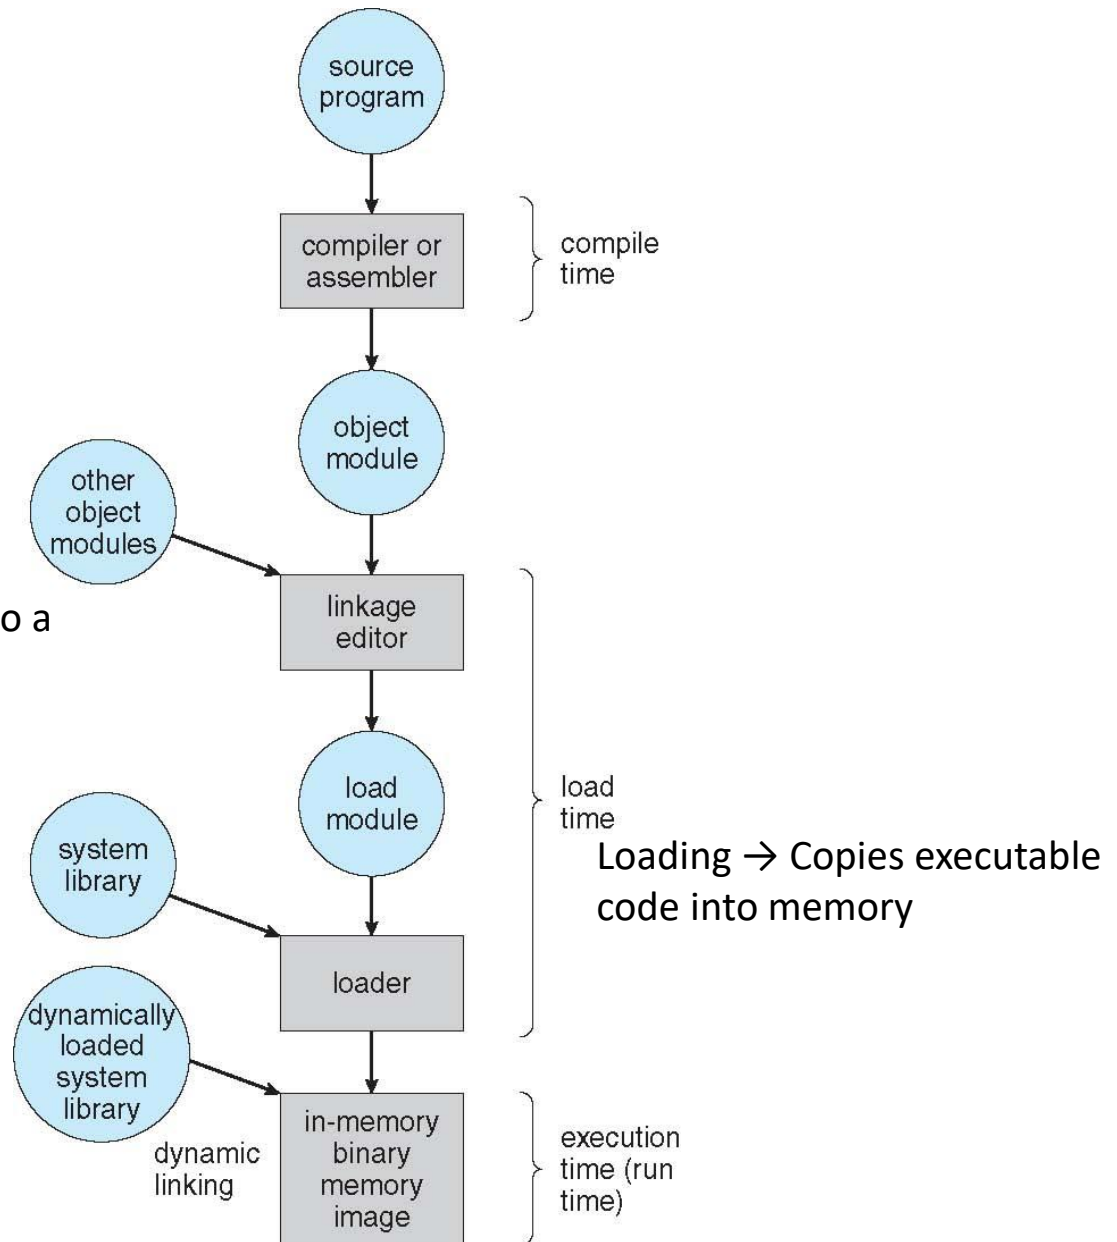 source
program
compiler or
assembler
compile
time
object
module
other
object
modules
o a
linkage
editor
load
module
load
time
Loading → Copies executable
code into memory
system
library
loader
dynamically
loaded
system
library
dynamic
linking
in-memory
binary
memory
image
execution
time (run
time)